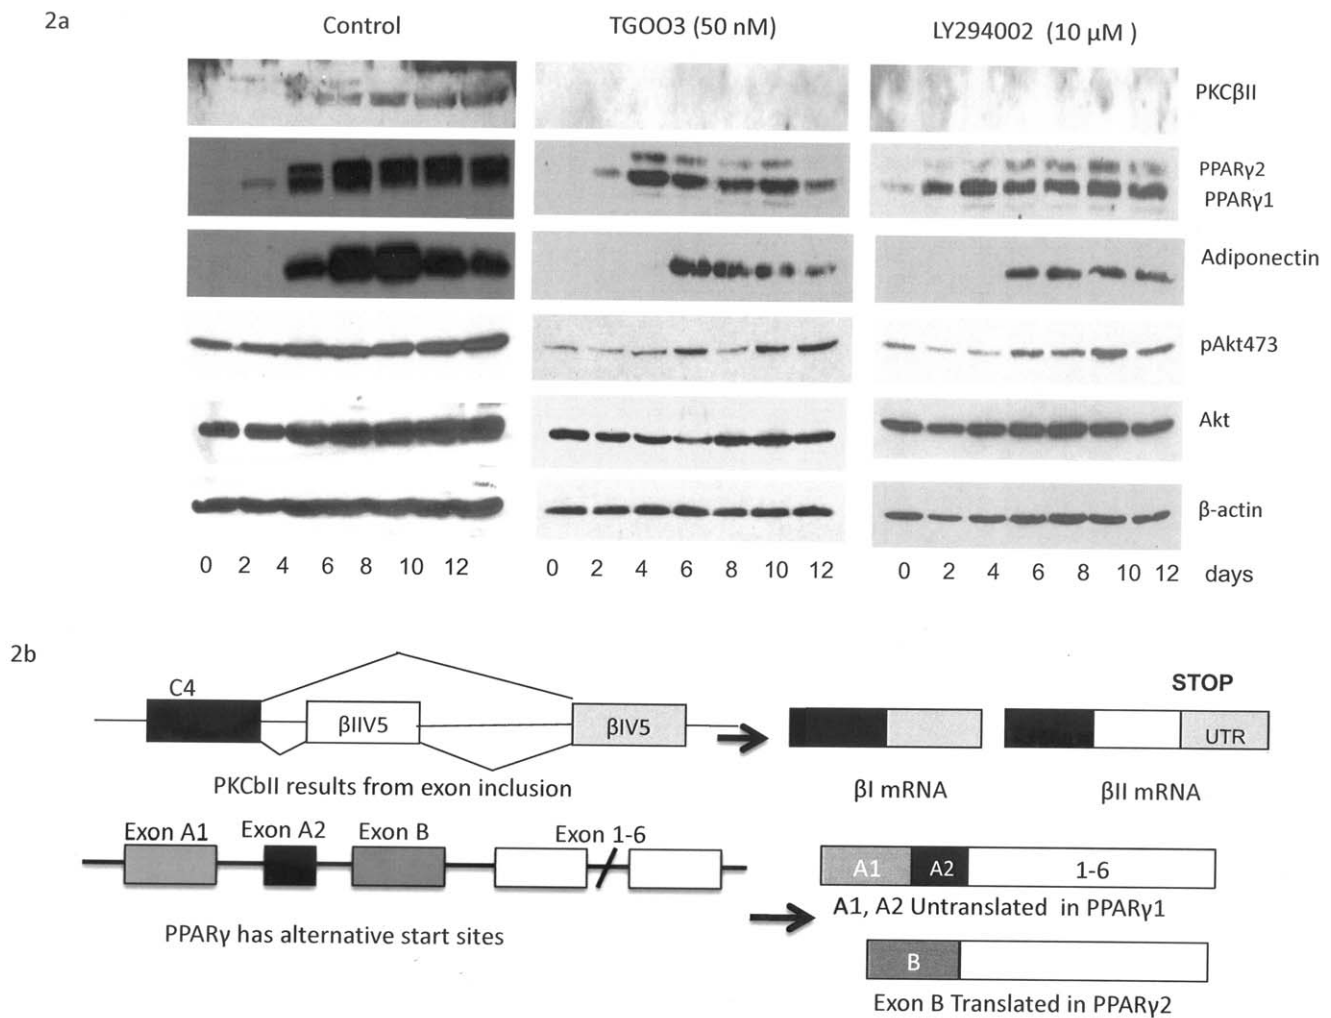 2a
Control
TGOO3 (50 nM)
LY294002 (10 µM )
PKCβII
PPARγ2
PPARγ1
Adiponectin
pAkt473
Akt
β-actin
0 2 4 6 8 10 12
0 2 4 6 8 10 12
0 2 4 6 8 10 12 days
2b
C4
βIIV5
βIV5
STOP
UTR
PKCbII results from exon inclusion
βI mRNA
βII mRNA
Exon A1
Exon A2
Exon B
Exon 1-6
A1
A2
1-6
A1, A2 Untranslated in PPARγ1
PPARγ has alternative start sites
B
Exon B Translated in PPARγ2